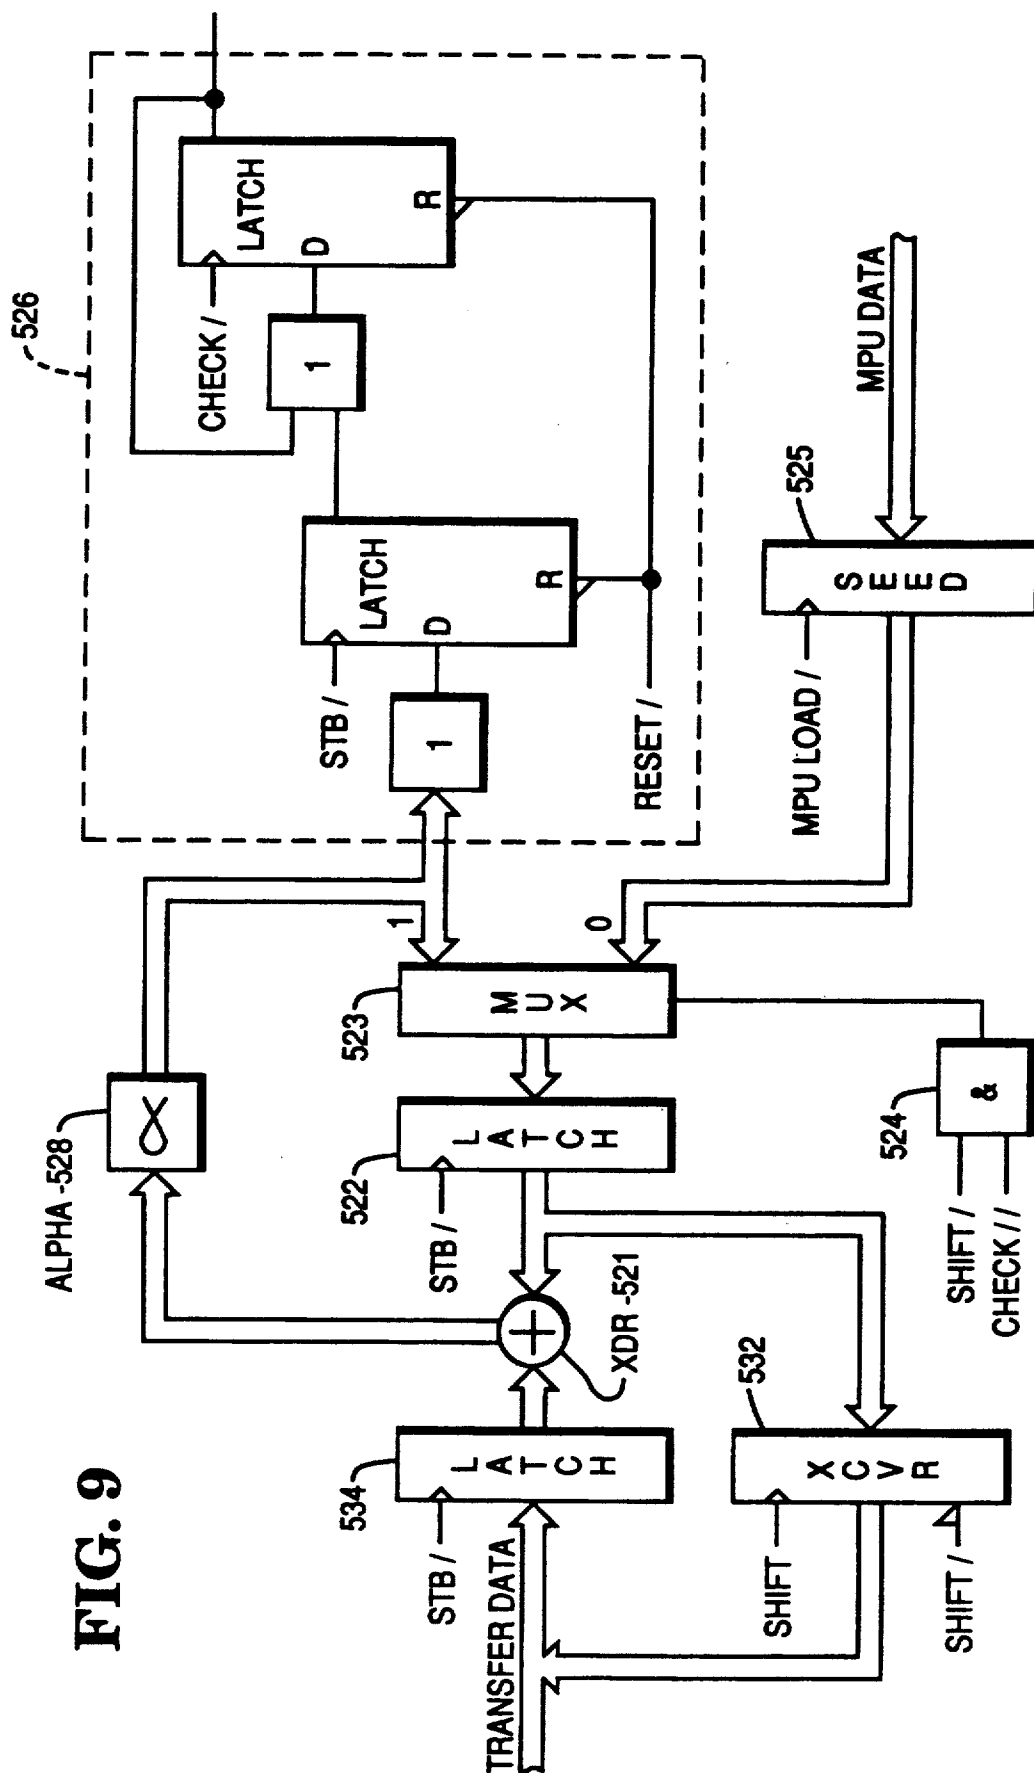 FIG. 9
526
CHECK /
LATCH
D
R
1
STB /
LATCH
D
R
1
RESET /
ALPHA -528
∝
1
0
MPU DATA
525
SEED
MPU LOAD /
523
MUX
522
LATCH
STB /
524
&
SHIFT /
CHECK //
XDR -521
+
534
LATCH
STB /
TRANSFER DATA
532
XCVR
SHIFT
SHIFT /